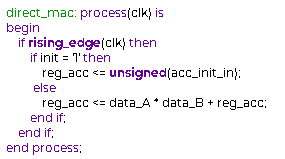 direct_mac: process(clk) is
begin
if rising_edge(clk) then
if init = '1' then
reg_acc <= unsigned(acc_init_in);
else
reg_acc <= data_A * data_B + reg_acc;
end if;
end if;
end process;